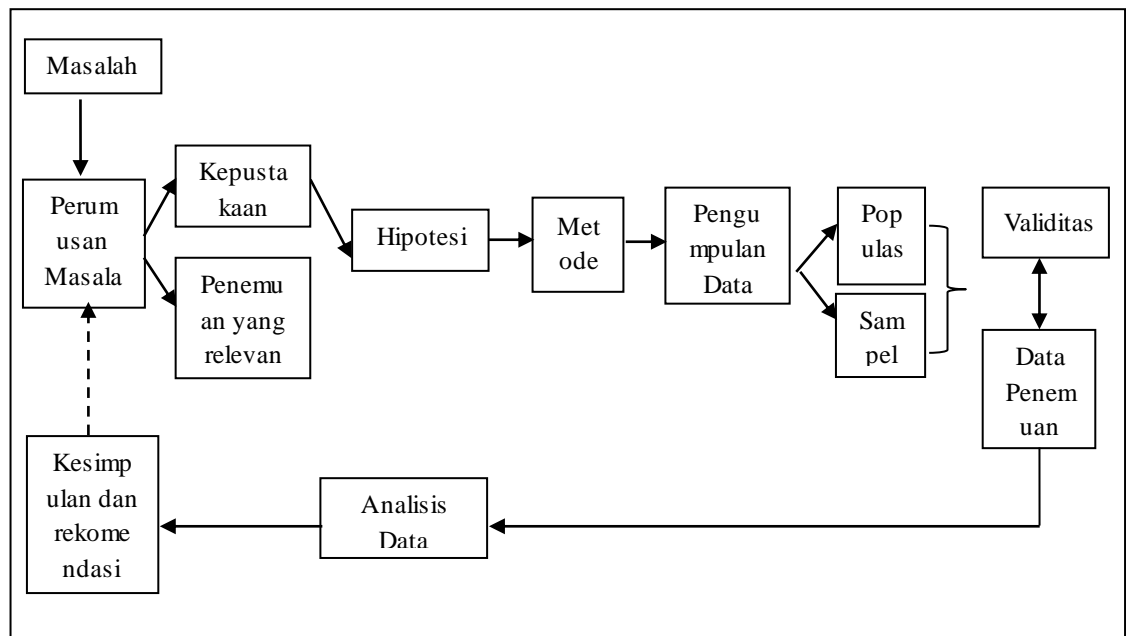 Masalah
Perum
usan
Masala
Kepusta
kaan
Penemu
an yang
relevan
Hipotesi
Met
ode
Pengu
mpulan
Data
Pop
ulas
Sam
pel
Validitas
Data
Penem
uan
Analisis
Data
Kesimp
ulan dan
rekome
ndasi